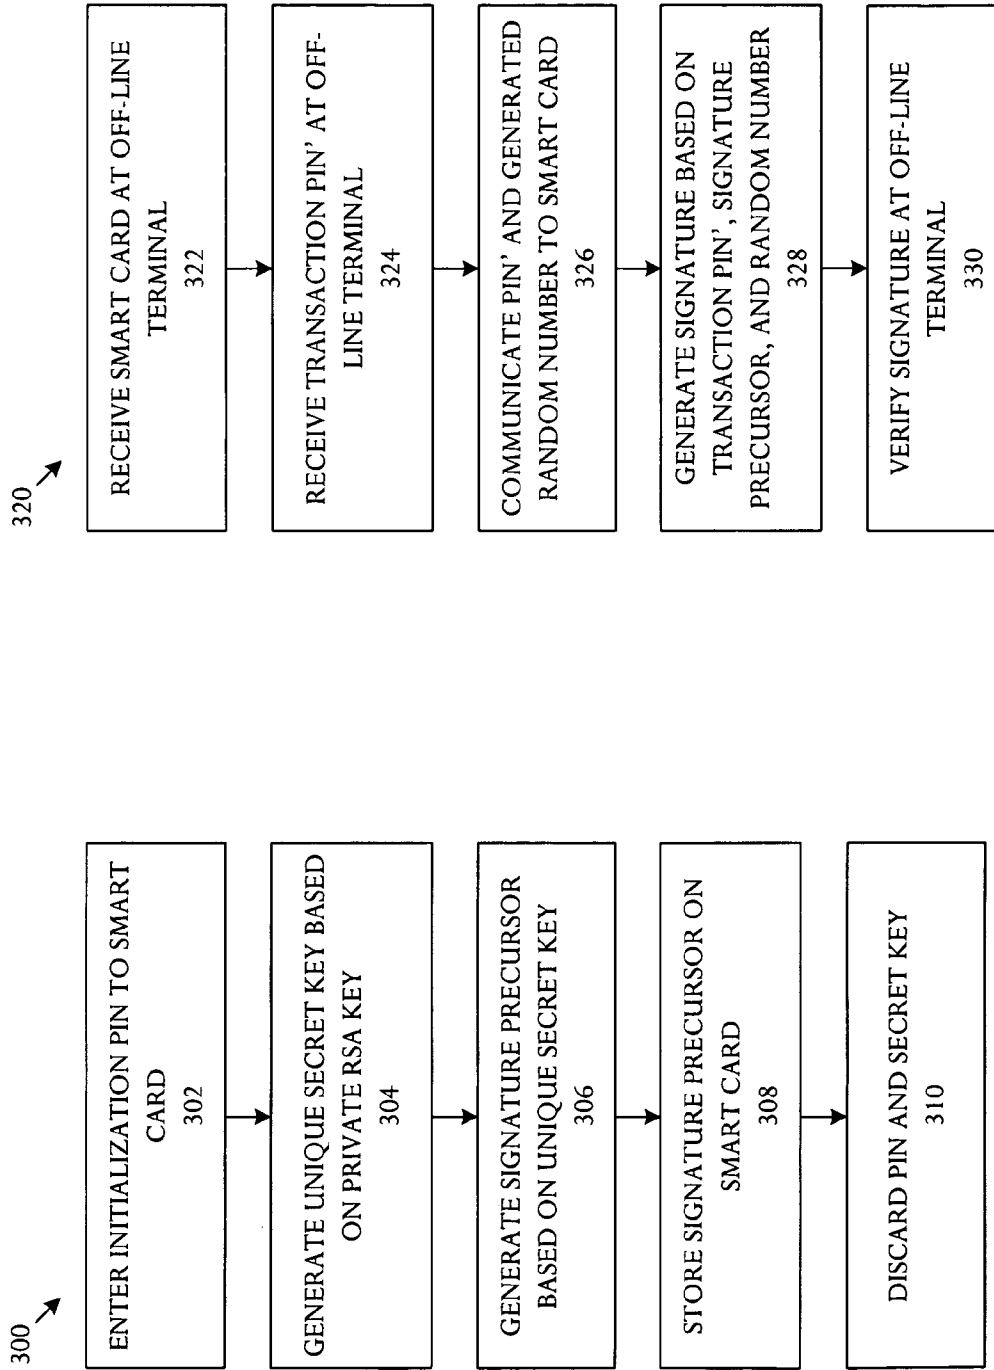 300
ENTER INITIALIZATION PIN TO SMART
CARD
302
GENERATE UNIQUE SECRET KEY BASED
ON PRIVATE RSA KEY
304
GENERATE SIGNATURE PRECURSOR
BASED ON UNIQUE SECRET KEY
306
STORE SIGNATURE PRECURSOR ON
SMART CARD
308
DISCARD PIN AND SECRET KEY
310
320
RECEIVE SMART CARD AT OFF-LINE
TERMINAL
322
RECEIVE TRANSACTION PIN' AT OFF-
LINE TERMINAL
324
COMMUNICATE PIN' AND GENERATED
RANDOM NUMBER TO SMART CARD
326
GENERATE SIGNATURE BASED ON
TRANSACTION PIN', SIGNATURE
PRECURSOR, AND RANDOM NUMBER
328
VERIFY SIGNATURE AT OFF-LINE
TERMINAL
330